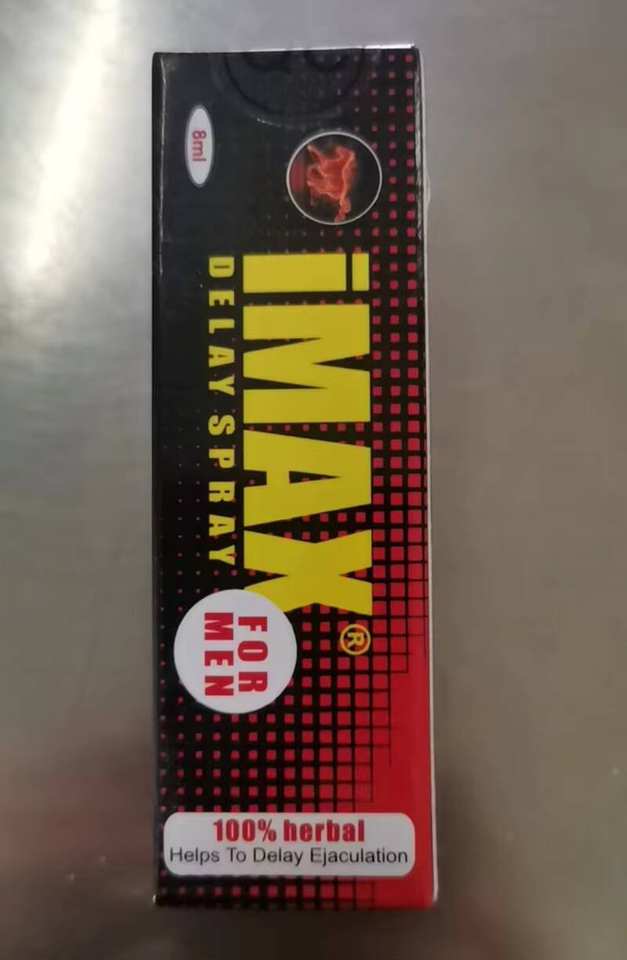 8ml
iMAX®
DELAY SPRAY
FOR
MEN
100% herbal
Helps To Delay Ejaculation